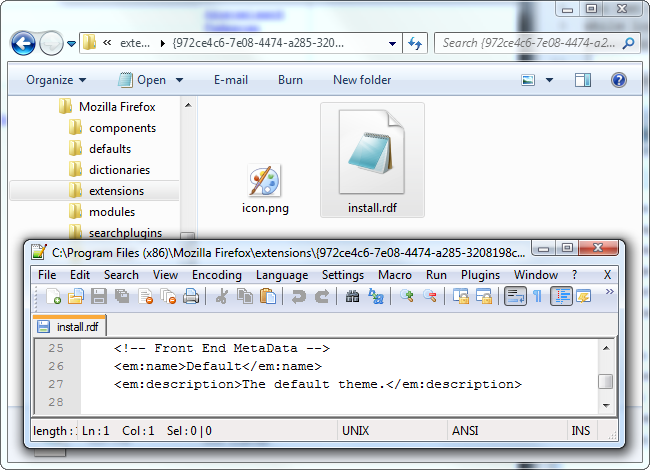 exte... {972ce4c6-7e08-4474-a285-320... Search {972ce4c6-7e08-4474-a2...
Organize Open E-mail Burn New folder
Mozilla Firefox
components
defaults
dictionaries
extensions
modules
searchplugins
icon.png
install.rdf
C:\Program Files (x86)\Mozilla Firefox\extensions\{972ce4c6-7e08-4474-a285-3208198c...
File Edit Search View Encoding Language Settings Macro Run Plugins Window ? X
install.rdf
25 <!-- Front End MetaData -->
26 <em:name>Default</em:name>
27 <em:description>The default theme.</em:description>
28
length : Ln : 1 Col : 1 Sel : 0 | 0 UNIX ANSI INS